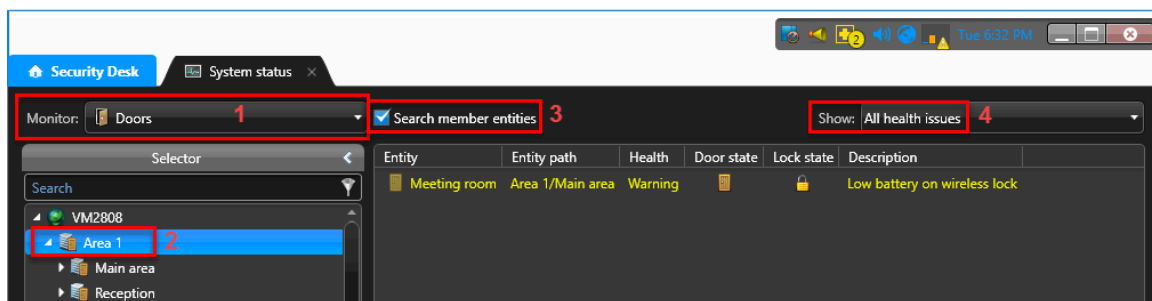 2 Tue 6:32 PM
Security Desk System status
Monitor: Doors 1 Search member entities 3 Show: All health issues 4
Selector Entity Entity path Health Door state Lock state Description
Search Meeting room Area 1/Main area Warning Low battery on wireless lock
VM2808
Area 1 2
Main area
Reception